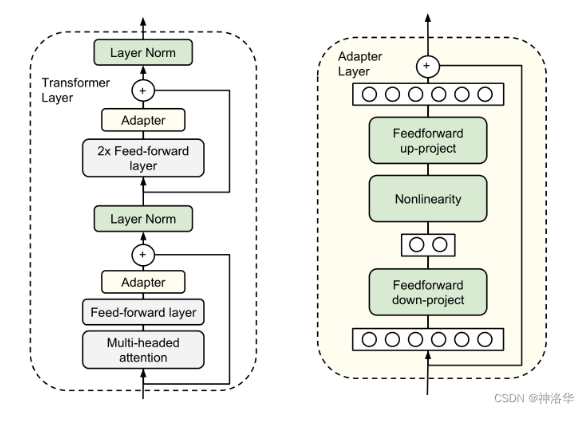 Layer Norm
Transformer
Layer
+
Adapter
2x Feed-forward
layer
Layer Norm
+
Adapter
Feed-forward layer
Multi-headed
attention
Adapter
Layer
+
Feedforward
up-project
Nonlinearity
Feedforward
down-project
CSDN @神洛华